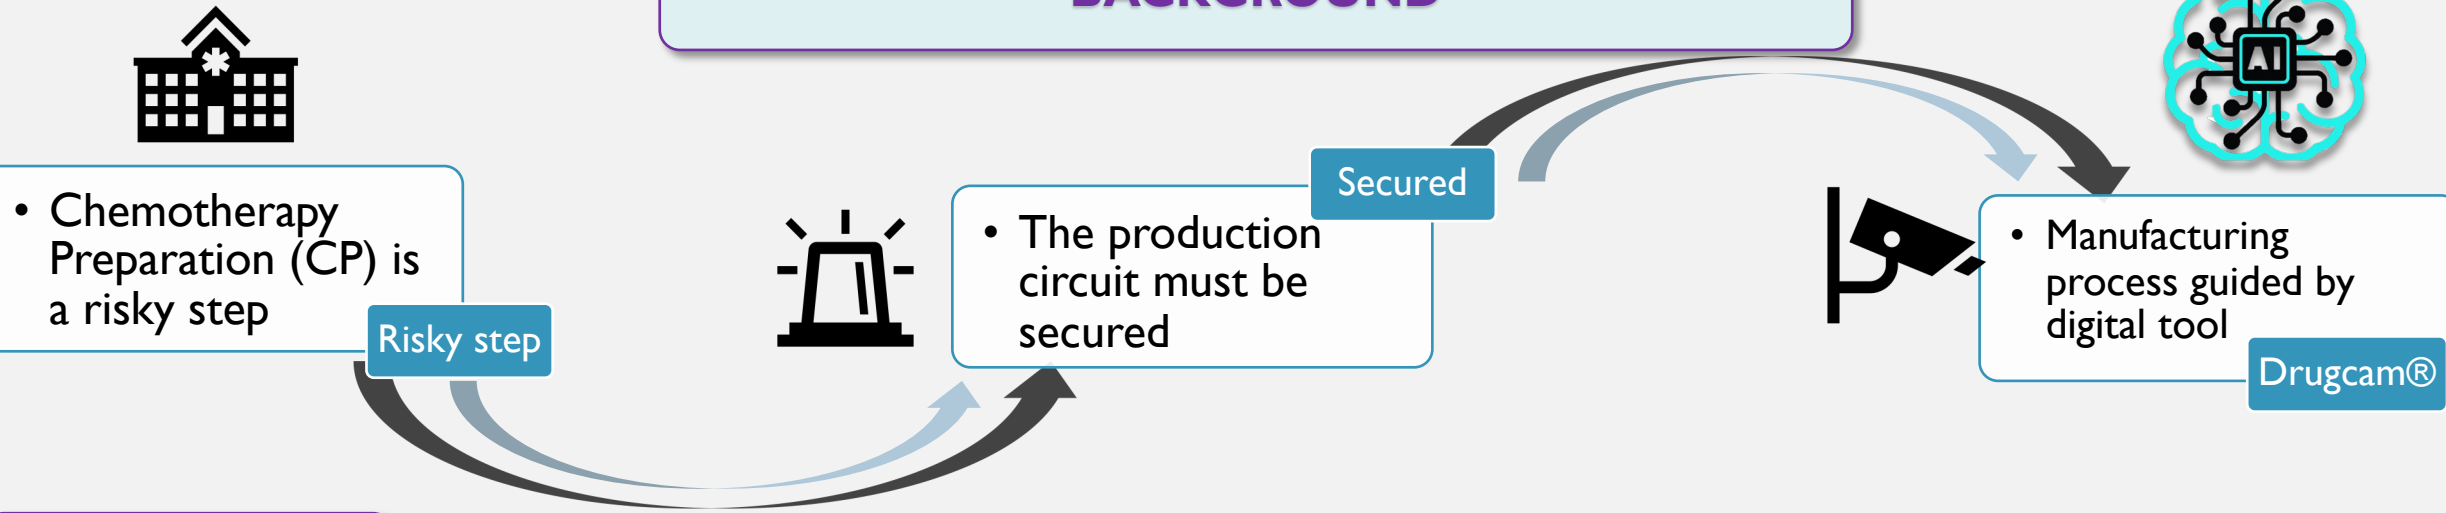 BACKGROUND
AI
• Chemotherapy
Preparation (CP) is
a risky step
Risky step
• The production
circuit must be
secured
Secured
• Manufacturing
process guided by
digital tool
Drugcam®